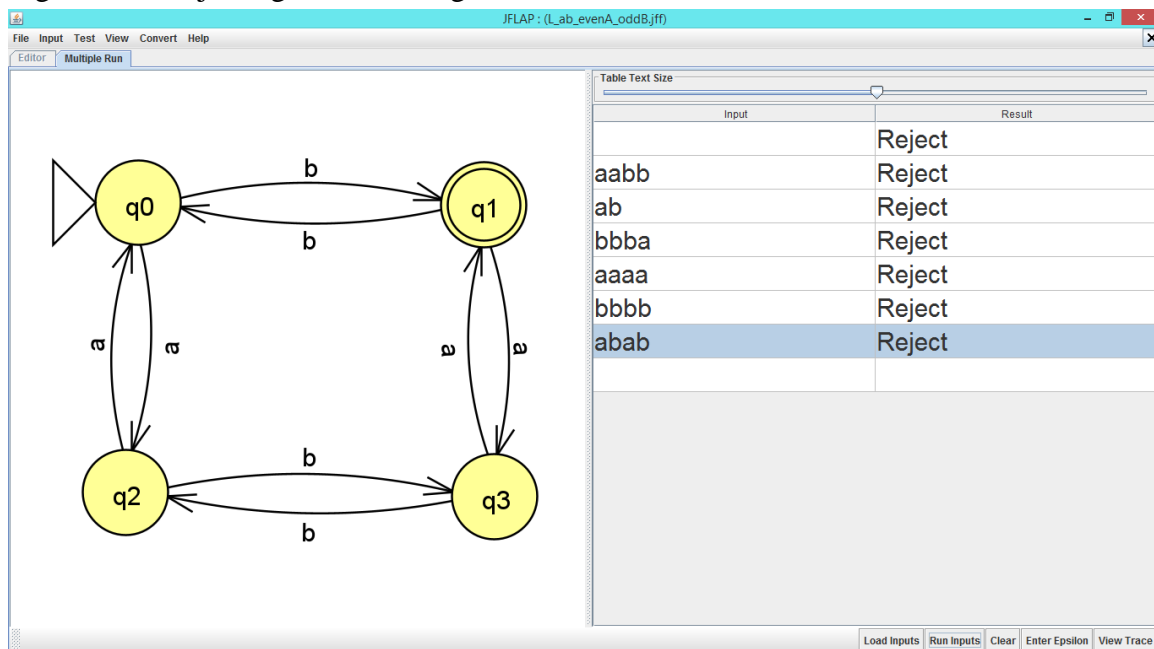 JFLAP : (L_ab_evenA_oddB.jff)
File Input Test View Convert Help
Editor Multiple Run
Table Text Size
Input Result
Reject
aabb Reject
ab Reject
bbba Reject
aaaa Reject
bbbb Reject
abab Reject
b
q0 q1
b
a a a a
b
q2 q3
b
Load Inputs Run Inputs Clear Enter Epsilon View Trace